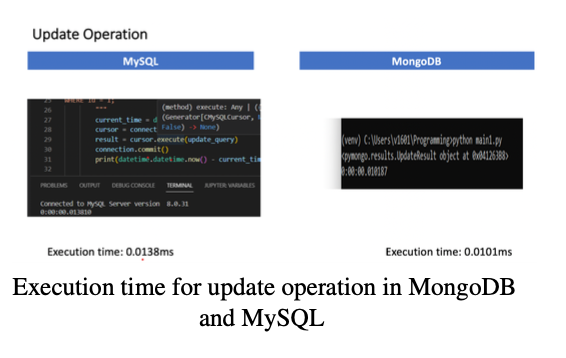 Update Operation
MySQL
MongoDB
25 WHERE id = 1;
26 """
27 current_time = d
28 cursor = connect
29 result = cursor.execute(update_query)
30 connection.commit()
31 print(datetime.datetime.now() - current_tim
32
(method) execute: Any | ((
(Generator[CMySQLCursor,
False) -> None)
PROBLEMS OUTPUT DEBUG CONSOLE TERMINAL JUPYTER: VARIABLES
Connected to MySQL Server version 8.0.31
0:00:00.013810
(venv) C:\Users\v1601\Programming>python main1.py
<pymongo.results.UpdateResult object at 0x041263B8>
0:00:00.010187
Execution time: 0.0138ms
Execution time: 0.0101ms
Execution time for update operation in MongoDB
and MySQL